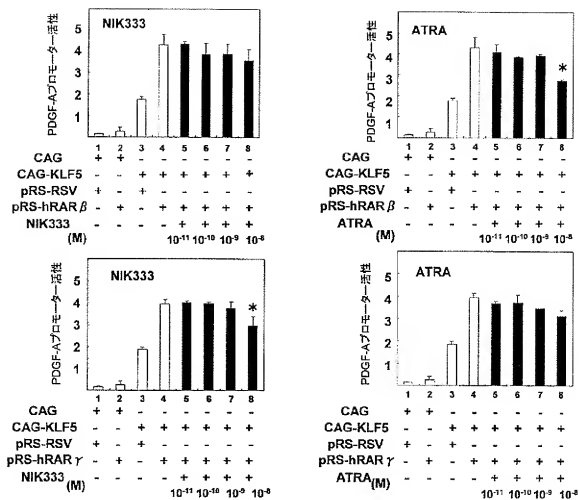 NIK333
PDGF-Aプロモーター活性
5
4
3
2
1
1 2 3 4 5 6 7 8
CAG + + - - - - - -
CAG-KLF5 - - + + + + + +
pRS-RSV + - + - - - - -
pRS-hRAR β - + - + + + + +
NIK333 - - - - + + + +
(M) 10⁻¹¹ 10⁻¹⁰ 10⁻⁹ 10⁻⁸
ATRA
PDGF-Aプロモーター活性
5
4
3
2
1
*
1 2 3 4 5 6 7 8
CAG + + - - - - - -
CAG-KLF5 - - + + + + + +
pRS-RSV + - + - - - - -
pRS-hRAR β - + - + + + + +
ATRA - - - - + + + +
(M) 10⁻¹¹ 10⁻¹⁰ 10⁻⁹ 10⁻⁸
NIK333
PDGF-Aプロモーター活性
5
4
3
2
1
*
1 2 3 4 5 6 7 8
CAG + + - - - - - -
CAG-KLF5 - - + + + + + +
pRS-RSV + - + - - - - -
pRS-hRAR γ - + - + + + + +
NIK333 - - - - + + + +
(M) 10⁻¹¹ 10⁻¹⁰ 10⁻⁹ 10⁻⁸
ATRA
PDGF-Aプロモーター活性
5
4
3
2
1
1 2 3 4 5 6 7 8
CAG + + - - - - - -
CAG-KLF5 - - + + + + + +
pRS-RSV + - + - - - - -
pRS-hRAR γ - + - + + + + +
ATRA - - - - + + + +
(M) 10⁻¹¹ 10⁻¹⁰ 10⁻⁹ 10⁻⁸